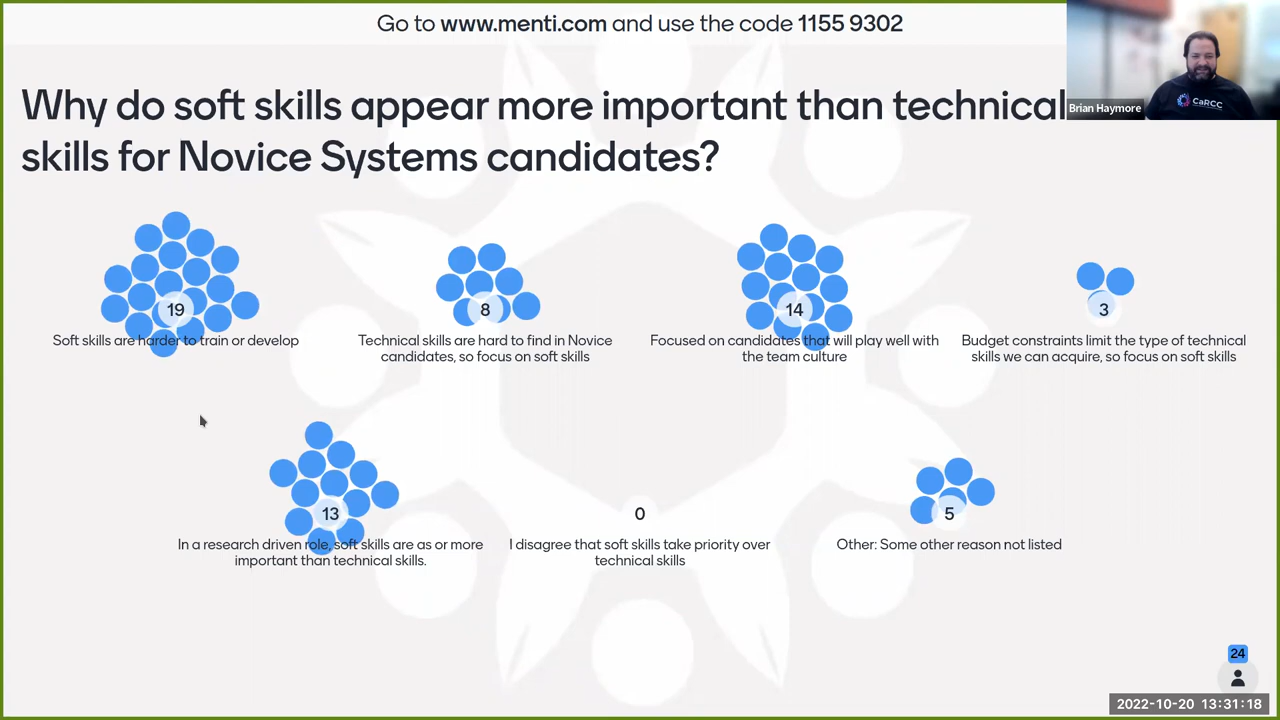 Go to www.menti.com and use the code 1155 9302
Why do soft skills appear more important than technical
skills for Novice Systems candidates?
Brian Haymore
CaRCC
19
Soft skills are harder to train or develop
8
Technical skills are hard to find in Novice
candidates, so focus on soft skills
14
Focused on candidates that will play well with
the team culture
3
Budget constraints limit the type of technical
skills we can acquire, so focus on soft skills
13
In a research driven role, soft skills are as or more
important than technical skills.
0
I disagree that soft skills take priority over
technical skills
5
Other: Some other reason not listed
24
2022-10-20 13:31:18